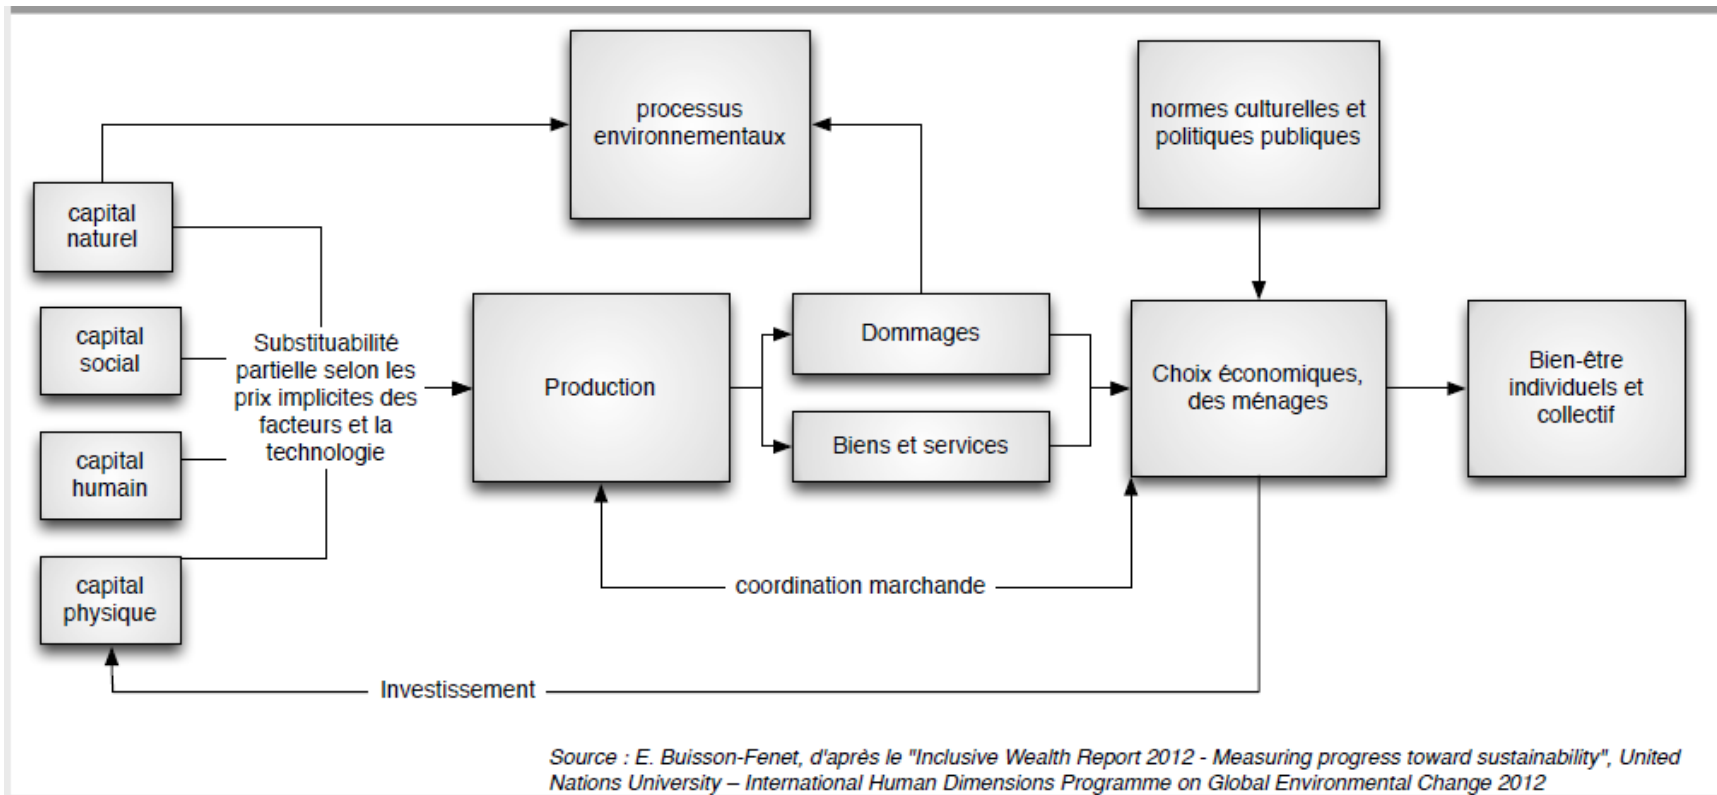 processus
environnementaux
normes culturelles et
politiques publiques
capital
naturel
capital
social
capital
humain
capital
physique
Substituabilité
partielle selon les
prix implicites des
facteurs et la
technologie
Production
Dommages
Biens et services
Choix économiques,
des ménages
Bien-être
individuels et
collectif
coordination marchande
Investissement
Source : E. Buisson-Fenet, d'après le "Inclusive Wealth Report 2012 - Measuring progress toward sustainability", United
Nations University – International Human Dimensions Programme on Global Environmental Change 2012